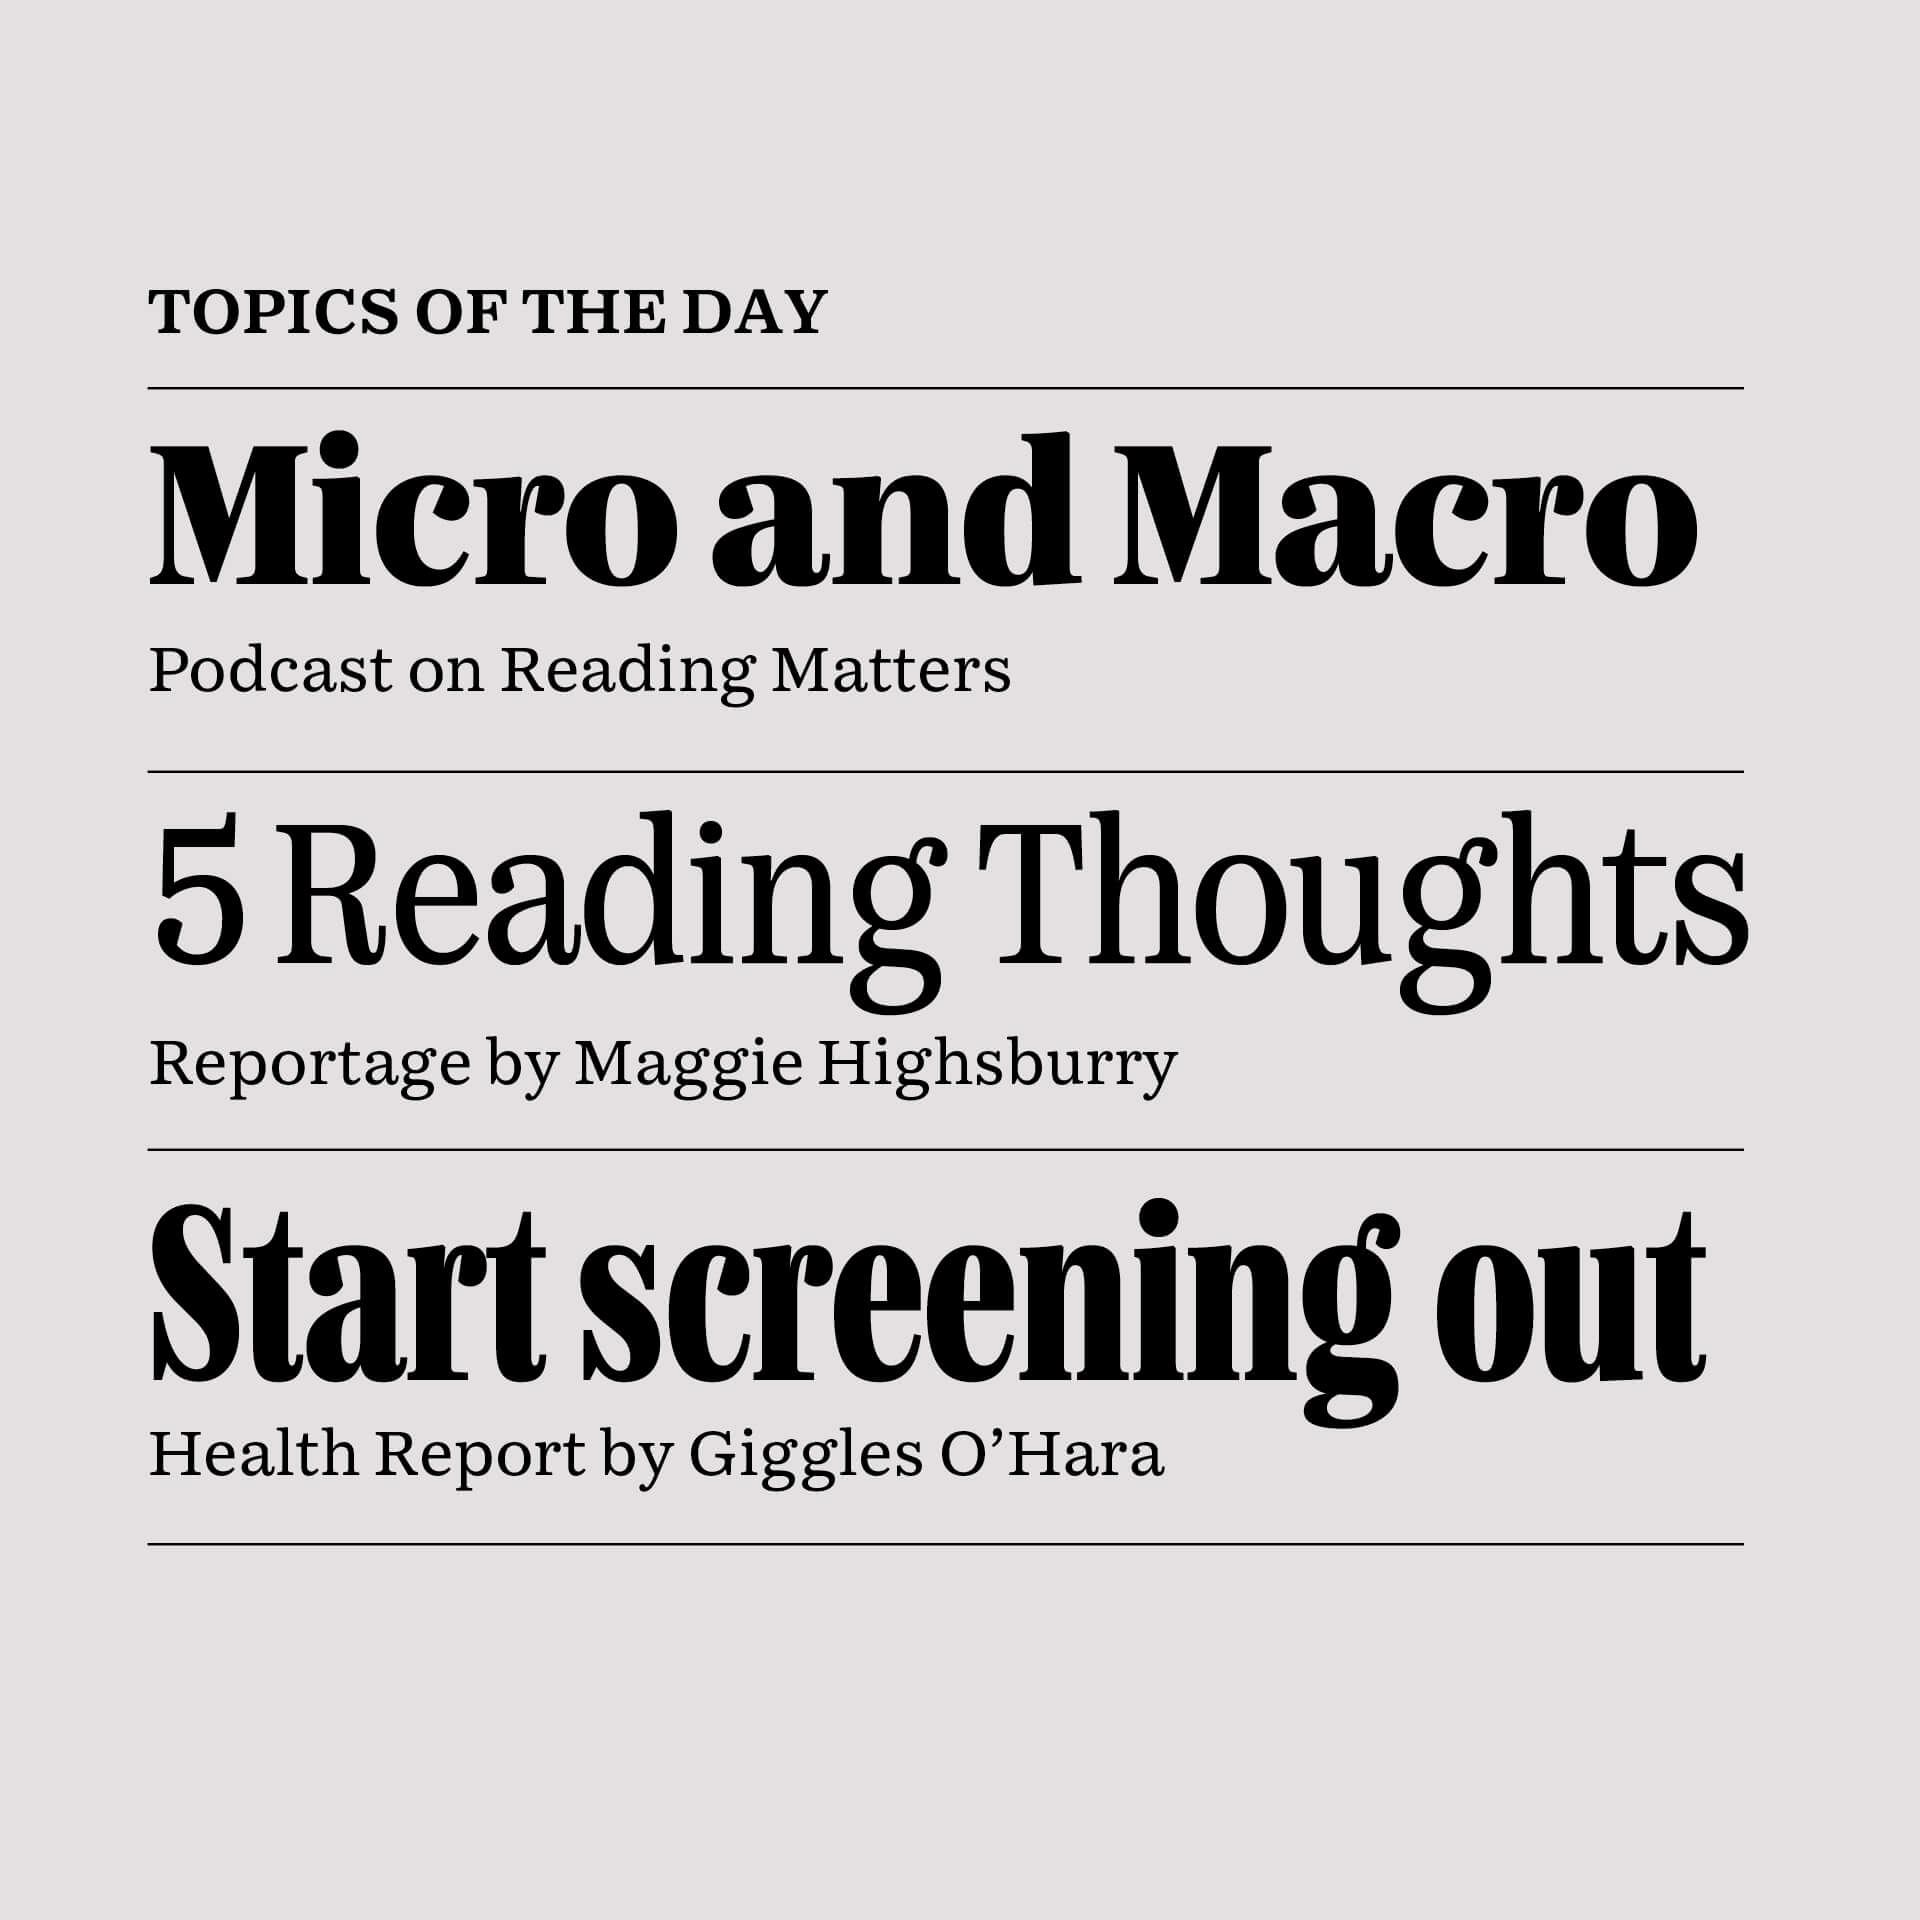 TOPICS OF THE DAY
Micro and Macro
Podcast on Reading Matters
5 Reading Thoughts
Reportage by Maggie Highsburry
Start screening out
Health Report by Giggles O’Hara